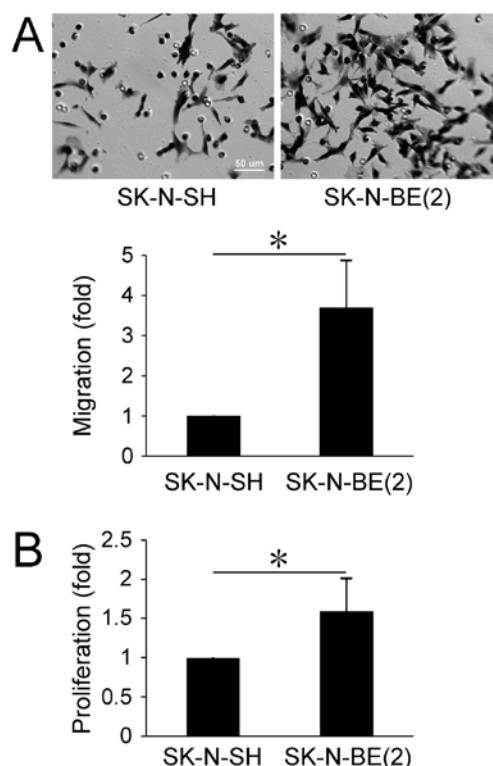 A
50 um
SK-N-SH SK-N-BE(2)
Migration (fold)
5
4
3
2
1
0
*
SK-N-SH SK-N-BE(2)
B
Proliferation (fold)
2.5
2
1.5
1
0.5
0
*
SK-N-SH SK-N-BE(2)